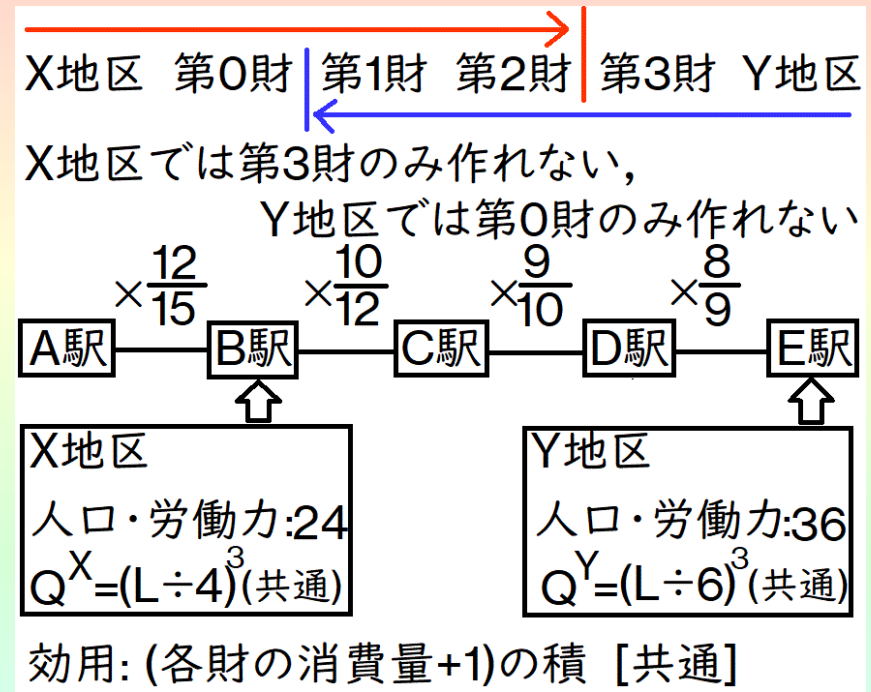 X地区 第0財 第1財 第2財 第3財 Y地区
X地区では第3財のみ作れない,
Y地区では第0財のみ作れない
×12/15 ×10/12 ×9/10 ×8/9
A駅 B駅 C駅 D駅 E駅
X地区
人口・労働力:24
Q^X=(L÷4)^3(共通)
Y地区
人口・労働力:36
Q^Y=(L÷6)^3(共通)
効用: (各財の消費量+1)の積 [共通]